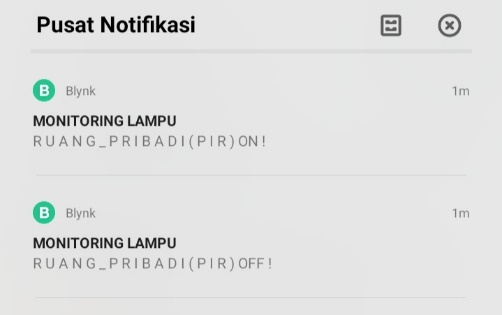 Pusat Notifikasi
B Blynk 1m
MONITORING LAMPU
RUANG_PRIBADI(PIR) ON!
B Blynk 1m
MONITORING LAMPU
RUANG_PRIBADI(PIR) OFF!